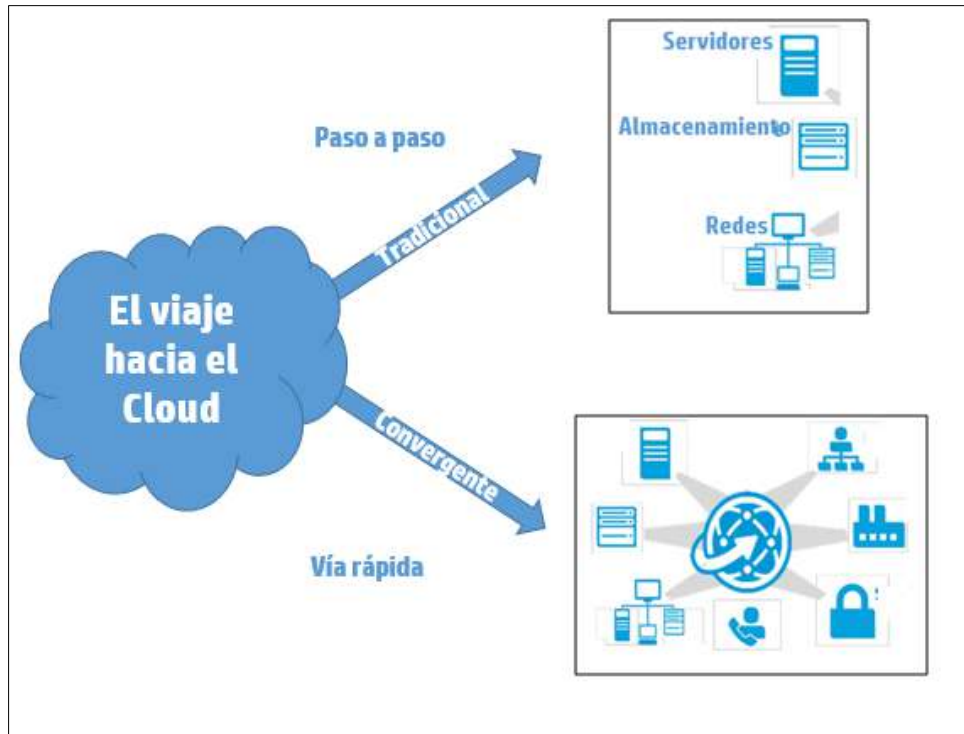 Servidores
Paso a paso
Almacenamiento
Tradicional
Redes
El viaje
hacia el
Cloud
Convergente
Vía rápida